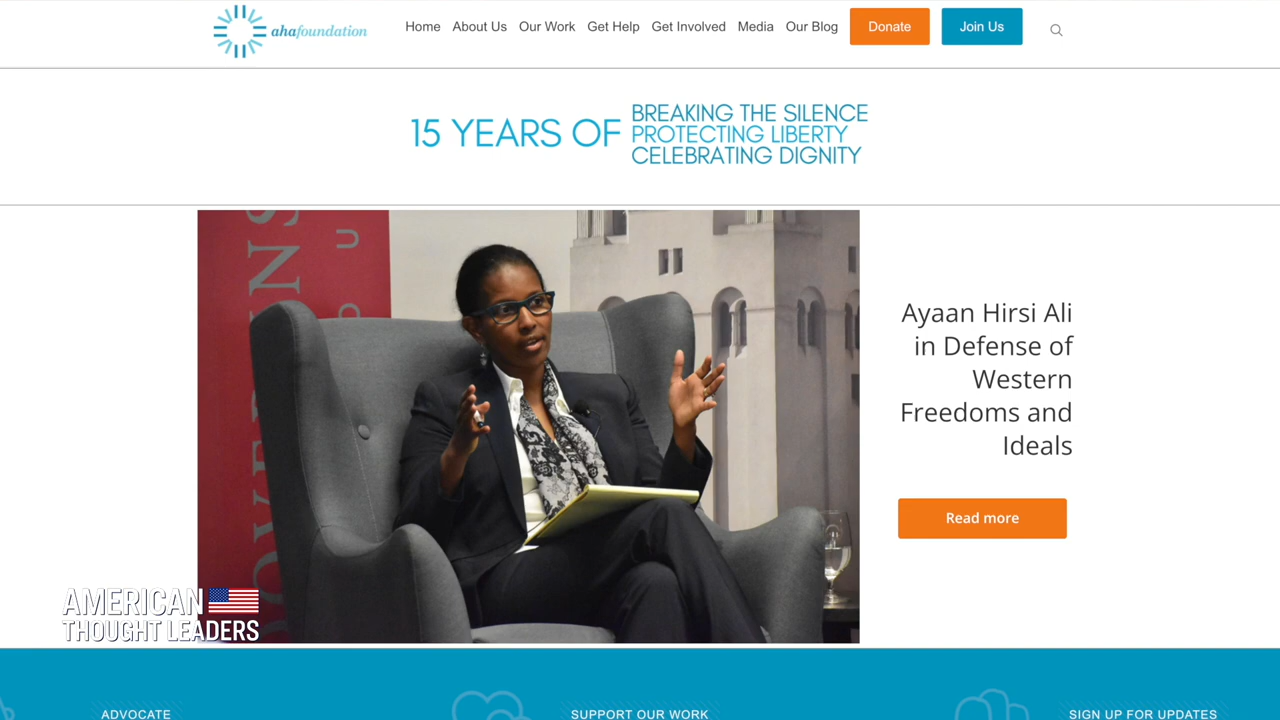 ahafoundation
Home About Us Our Work Get Help Get Involved Media Our Blog Donate Join Us
15 YEARS OF
BREAKING THE SILENCE
PROTECTING LIBERTY
CELEBRATING DIGNITY
Ayaan Hirsi Ali
in Defense of
Western
Freedoms and
Ideals
Read more
AMERICAN
THOUGHT LEADERS
ADVOCATE
SUPPORT OUR WORK
SIGN UP FOR UPDATES